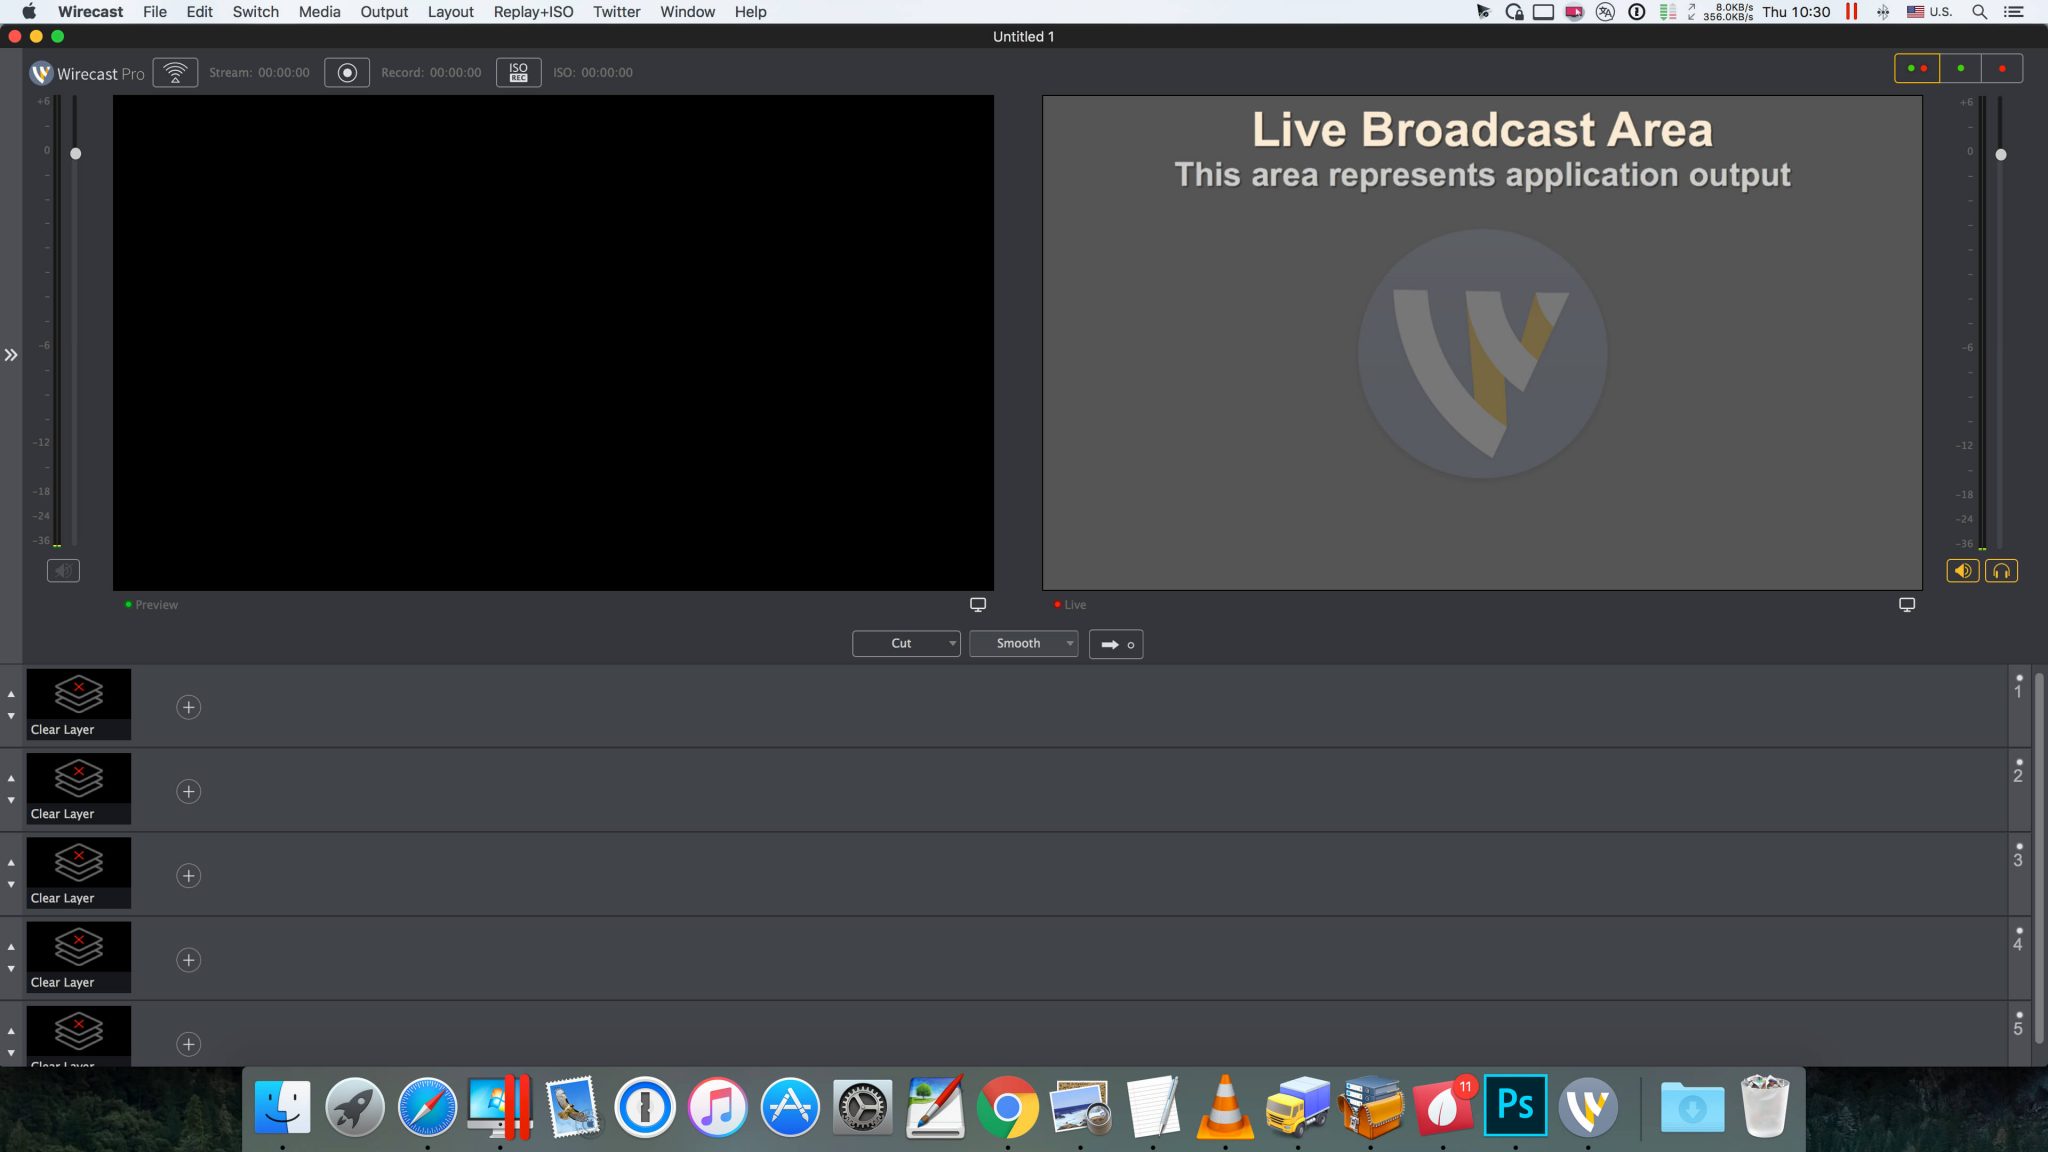 Wirecast File Edit Switch Media Output Layout Replay+ISO Twitter Window Help
8.0KB/s
356.0KB/s
Thu 10:30
U.S.
Untitled 1
Wirecast Pro
Stream: 00:00:00
Record: 00:00:00
ISO
REC
ISO: 00:00:00
+6
0
-6
-12
-18
-24
-36
Live Broadcast Area
This area represents application output
+6
0
-6
-12
-18
-24
-36
Preview
Live
Cut
Smooth
Clear Layer
1
Clear Layer
2
Clear Layer
3
Clear Layer
4
Clear Layer
5
11
Ps